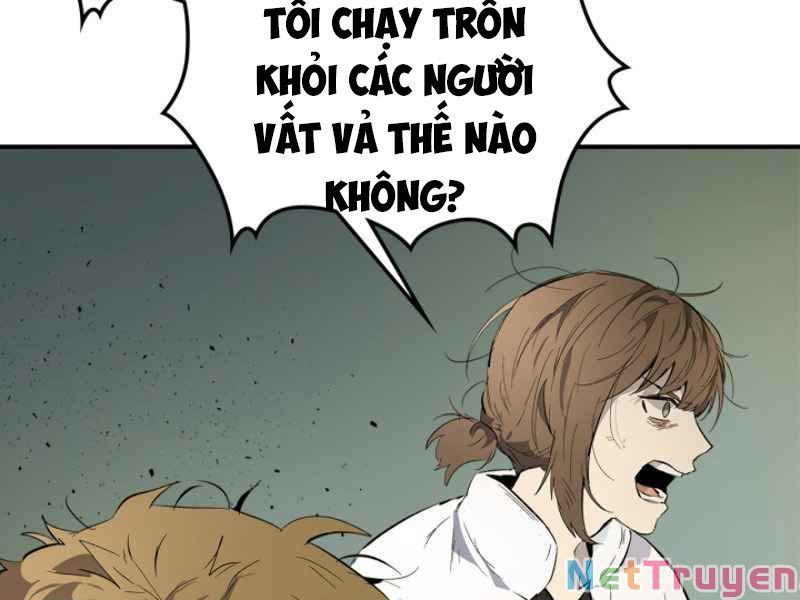 TÔI CHẠY TRỐN
KHỎI CÁC NGƯỜI
VẤT VẢ THẾ NÀO
KHÔNG?
NetTruyen